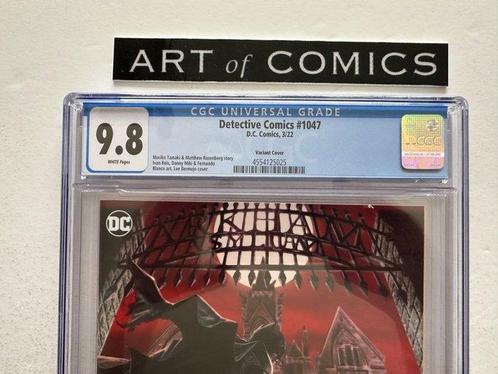 ART of COMICS
CGC UNIVERSAL GRADE
9.8
WHITE Pages
Detective Comics #1047
D.C. Comics, 3/22
Variant Cover
Mariko Tamaki & Matthew Rosenberg story
Ivan Reis, Danny Miki & Fernando
Blanco art, Lee Bermejo cover
4554125025
CGC
DC
ARKHAM
ASYLUM